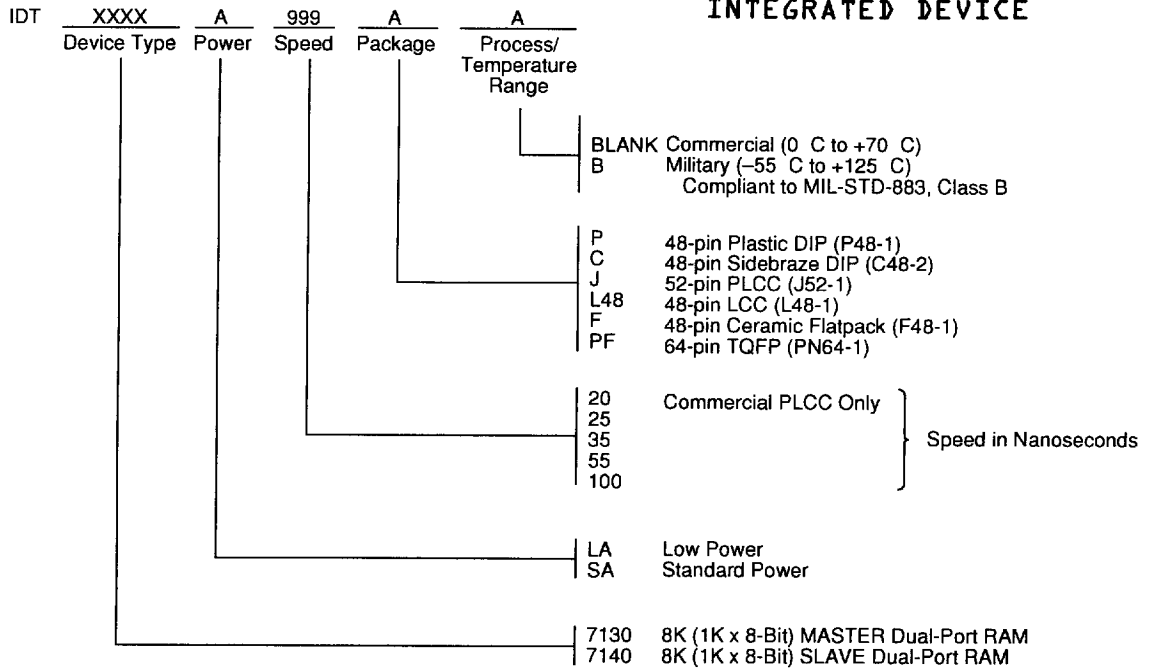 INTEGRATED DEVICE
IDT XXXX A 999 A A
Device Type Power Speed Package Process/
Temperature
Range
BLANK Commercial (0 C to +70 C)
B Military (–55 C to +125 C)
Compliant to MIL-STD-883, Class B
P 48-pin Plastic DIP (P48-1)
C 48-pin Sidebraze DIP (C48-2)
J 52-pin PLCC (J52-1)
L48 48-pin LCC (L48-1)
F 48-pin Ceramic Flatpack (F48-1)
PF 64-pin TQFP (PN64-1)
20 Commercial PLCC Only
25
35 Speed in Nanoseconds
55
100
LA Low Power
SA Standard Power
7130 8K (1K x 8-Bit) MASTER Dual-Port RAM
7140 8K (1K x 8-Bit) SLAVE Dual-Port RAM